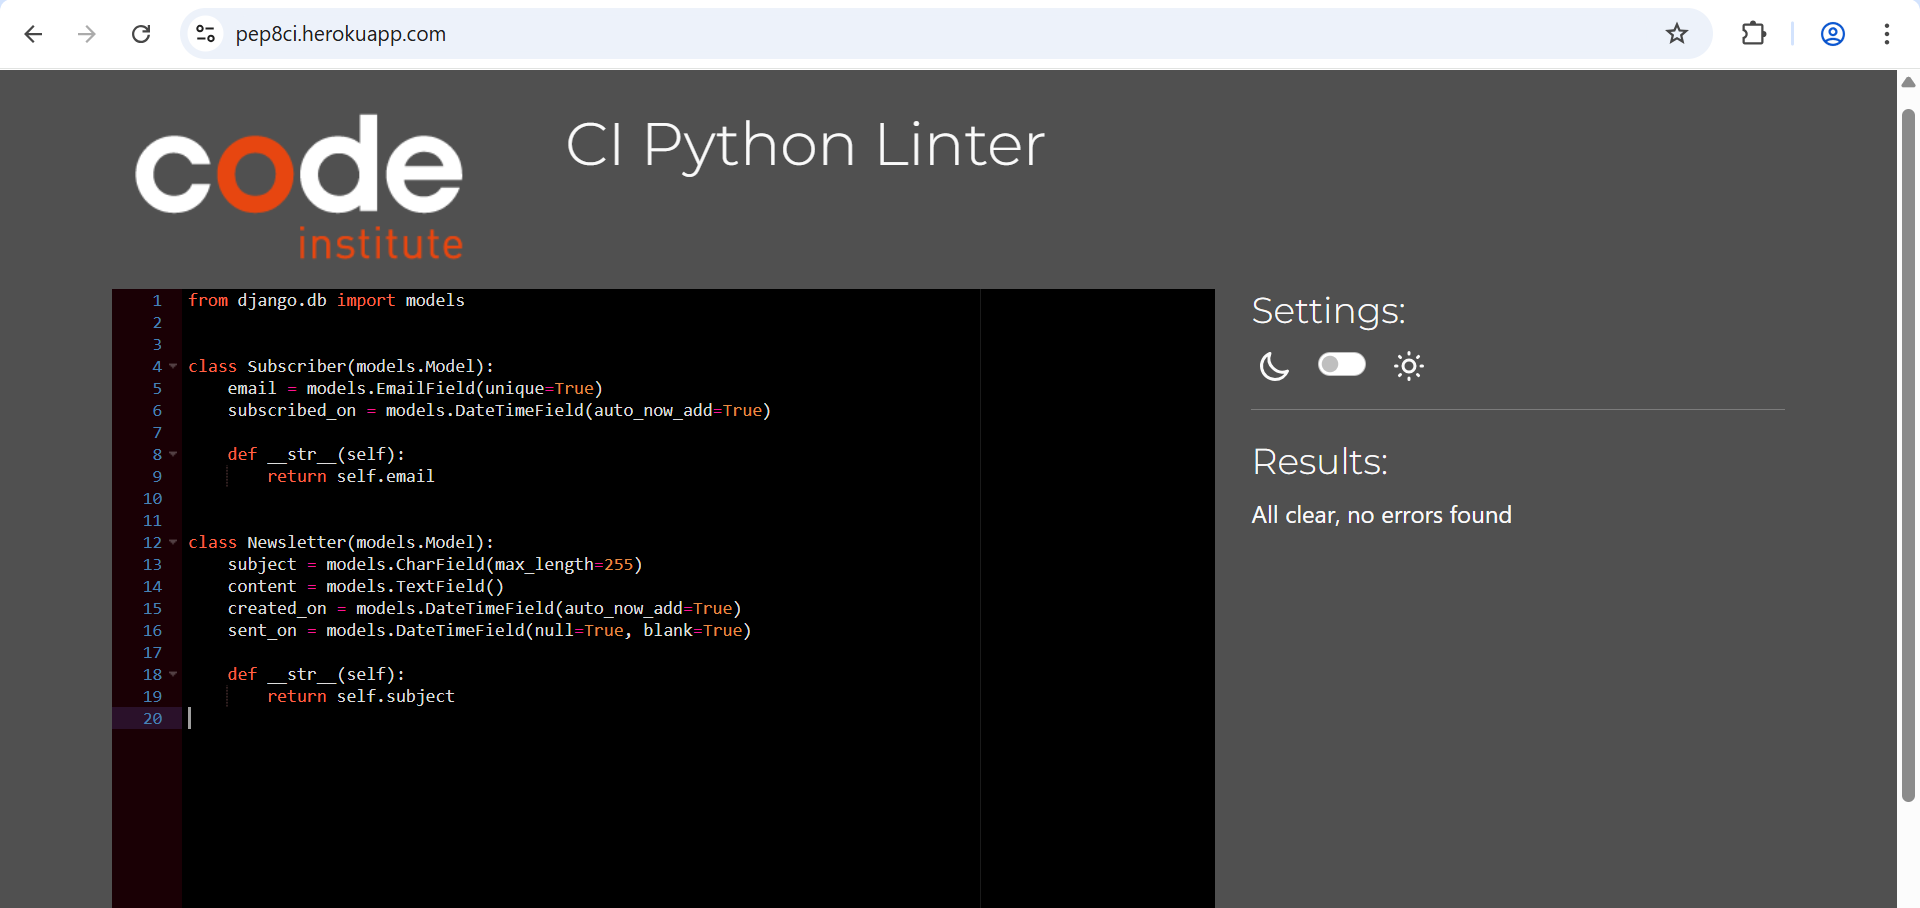 pep8ci.herokuapp.com
code
institute
CI Python Linter
1 from django.db import models
2
3
4 class Subscriber(models.Model):
5     email = models.EmailField(unique=True)
6     subscribed_on = models.DateTimeField(auto_now_add=True)
7
8     def __str__(self):
9         return self.email
10
11
12 class Newsletter(models.Model):
13     subject = models.CharField(max_length=255)
14     content = models.TextField()
15     created_on = models.DateTimeField(auto_now_add=True)
16     sent_on = models.DateTimeField(null=True, blank=True)
17
18     def __str__(self):
19         return self.subject
20
Settings:
Results:
All clear, no errors found